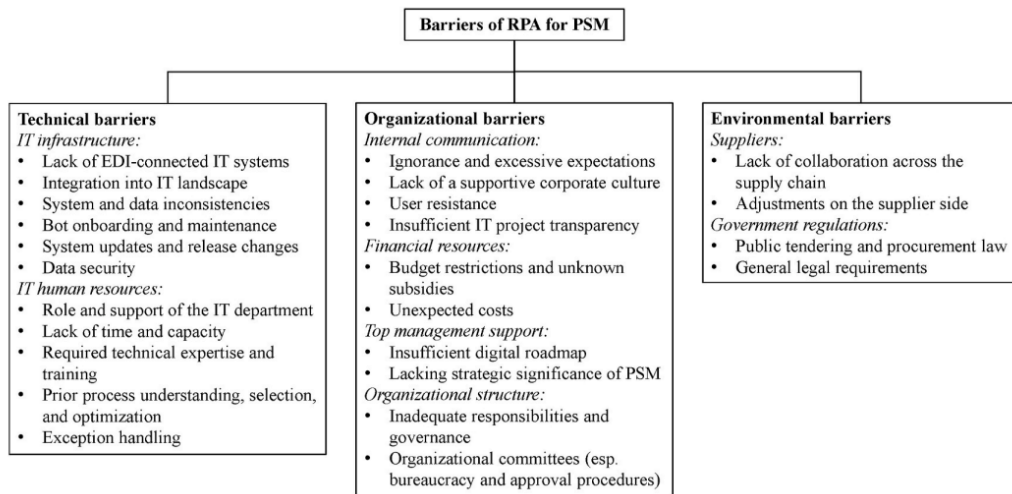 Barriers of RPA for PSM
Technical barriers
IT infrastructure:
• Lack of EDI-connected IT systems
• Integration into IT landscape
• System and data inconsistencies
• Bot onboarding and maintenance
• System updates and release changes
• Data security
IT human resources:
• Role and support of the IT department
• Lack of time and capacity
• Required technical expertise and
training
• Prior process understanding, selection,
and optimization
• Exception handling
Organizational barriers
Internal communication:
• Ignorance and excessive expectations
• Lack of a supportive corporate culture
• User resistance
• Insufficient IT project transparency
Financial resources:
• Budget restrictions and unknown
subsidies
• Unexpected costs
Top management support:
• Insufficient digital roadmap
• Lacking strategic significance of PSM
Organizational structure:
• Inadequate responsibilities and
governance
• Organizational committees (esp.
bureaucracy and approval procedures)
Environmental barriers
Suppliers:
• Lack of collaboration across the
supply chain
• Adjustments on the supplier side
Government regulations:
• Public tendering and procurement law
• General legal requirements